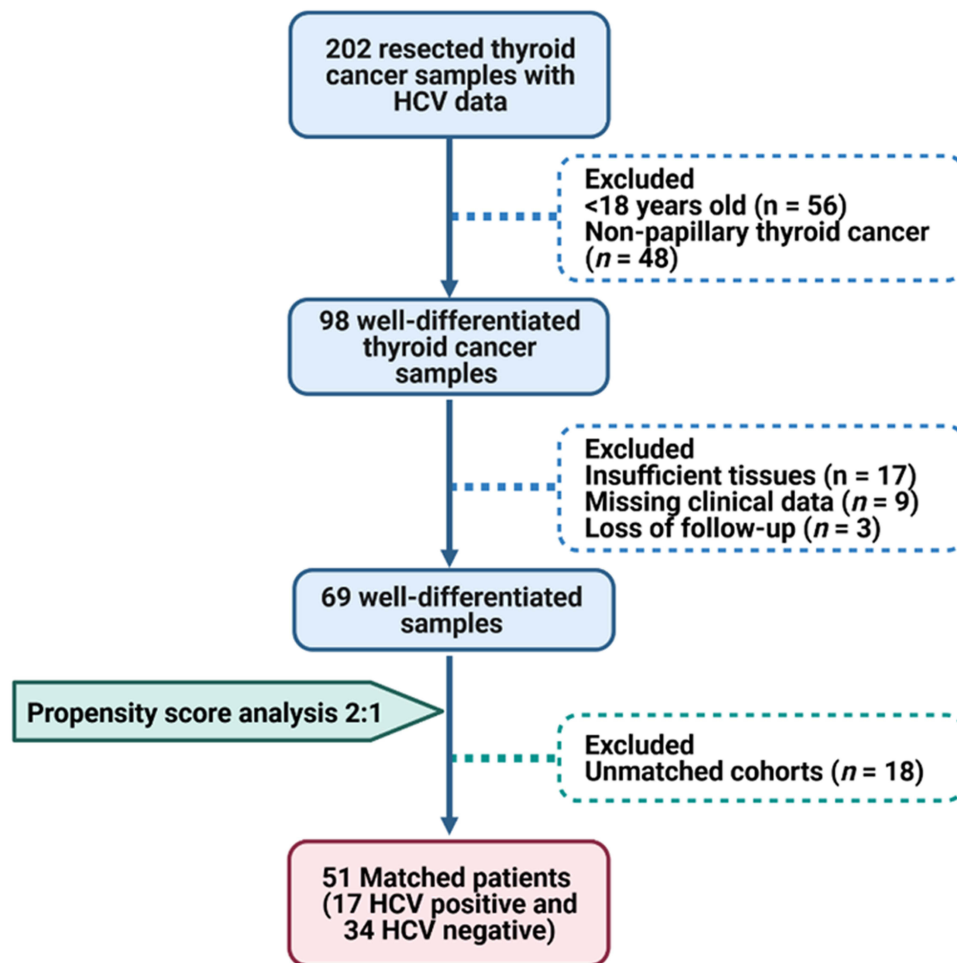 202 resected thyroid
cancer samples with
HCV data
Excluded
<18 years old (n = 56)
Non-papillary thyroid cancer
(n = 48)
98 well-differentiated
thyroid cancer
samples
Excluded
Insufficient tissues (n = 17)
Missing clinical data (n = 9)
Loss of follow-up (n = 3)
69 well-differentiated
samples
Propensity score analysis 2:1
Excluded
Unmatched cohorts (n = 18)
51 Matched patients
(17 HCV positive and
34 HCV negative)